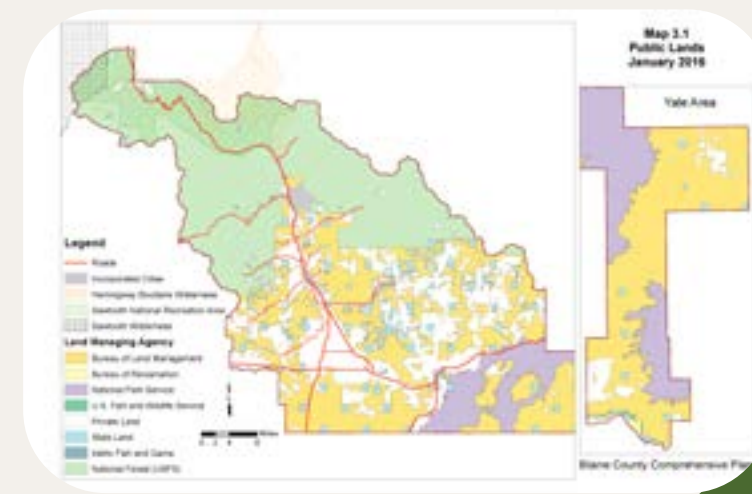 Map 3.1
Public Lands
January 2016
Yale Area
Legend
Roads
Incorporated Cities
Hemingway Boulders Wilderness
Sawtooth National Recreation Area
Sawtooth Wilderness
Land Managing Agency
Bureau of Land Management
Bureau of Reclamation
National Park Service
U.S. Fish and Wildlife Service
Private Land
State Land
Idaho Fish and Game
National Forest (USFS)
Miles
Blaine County Comprehensive Plan